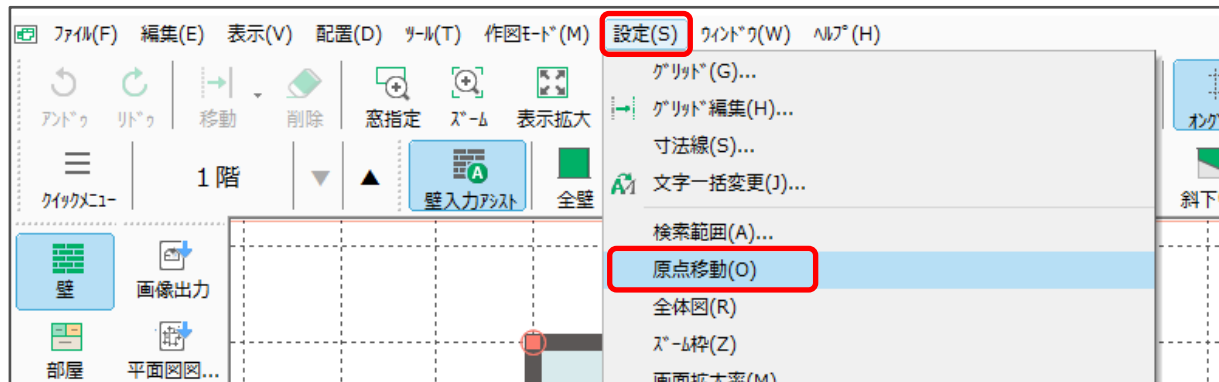 ﾌｧｲﾙ(F) 編集(E) 表示(V) 配置(D) ﾂｰﾙ(T) 作図ﾓｰﾄﾞ(M) 設定(S) ｳｨﾝﾄﾞｳ(W) ﾍﾙﾌﾟ(H)
ｱﾝﾄﾞｩ ﾘﾄﾞｩ 移動 削除 窓指定 ｽﾞｰﾑ 表示拡大
ｸｲｯｸﾒﾆｭｰ 1階 ▼ ▲ 壁入力ｱｼｽﾄ 全壁
壁 画像出力
部屋 平面図図...
ｸﾞﾘｯﾄﾞ(G)...
ｸﾞﾘｯﾄﾞ編集(H)...
寸法線(S)...
文字一括変更(J)...
検索範囲(A)...
原点移動(O)
全体図(R)
ｽﾞｰﾑ枠(Z)
画面拡大率(M)